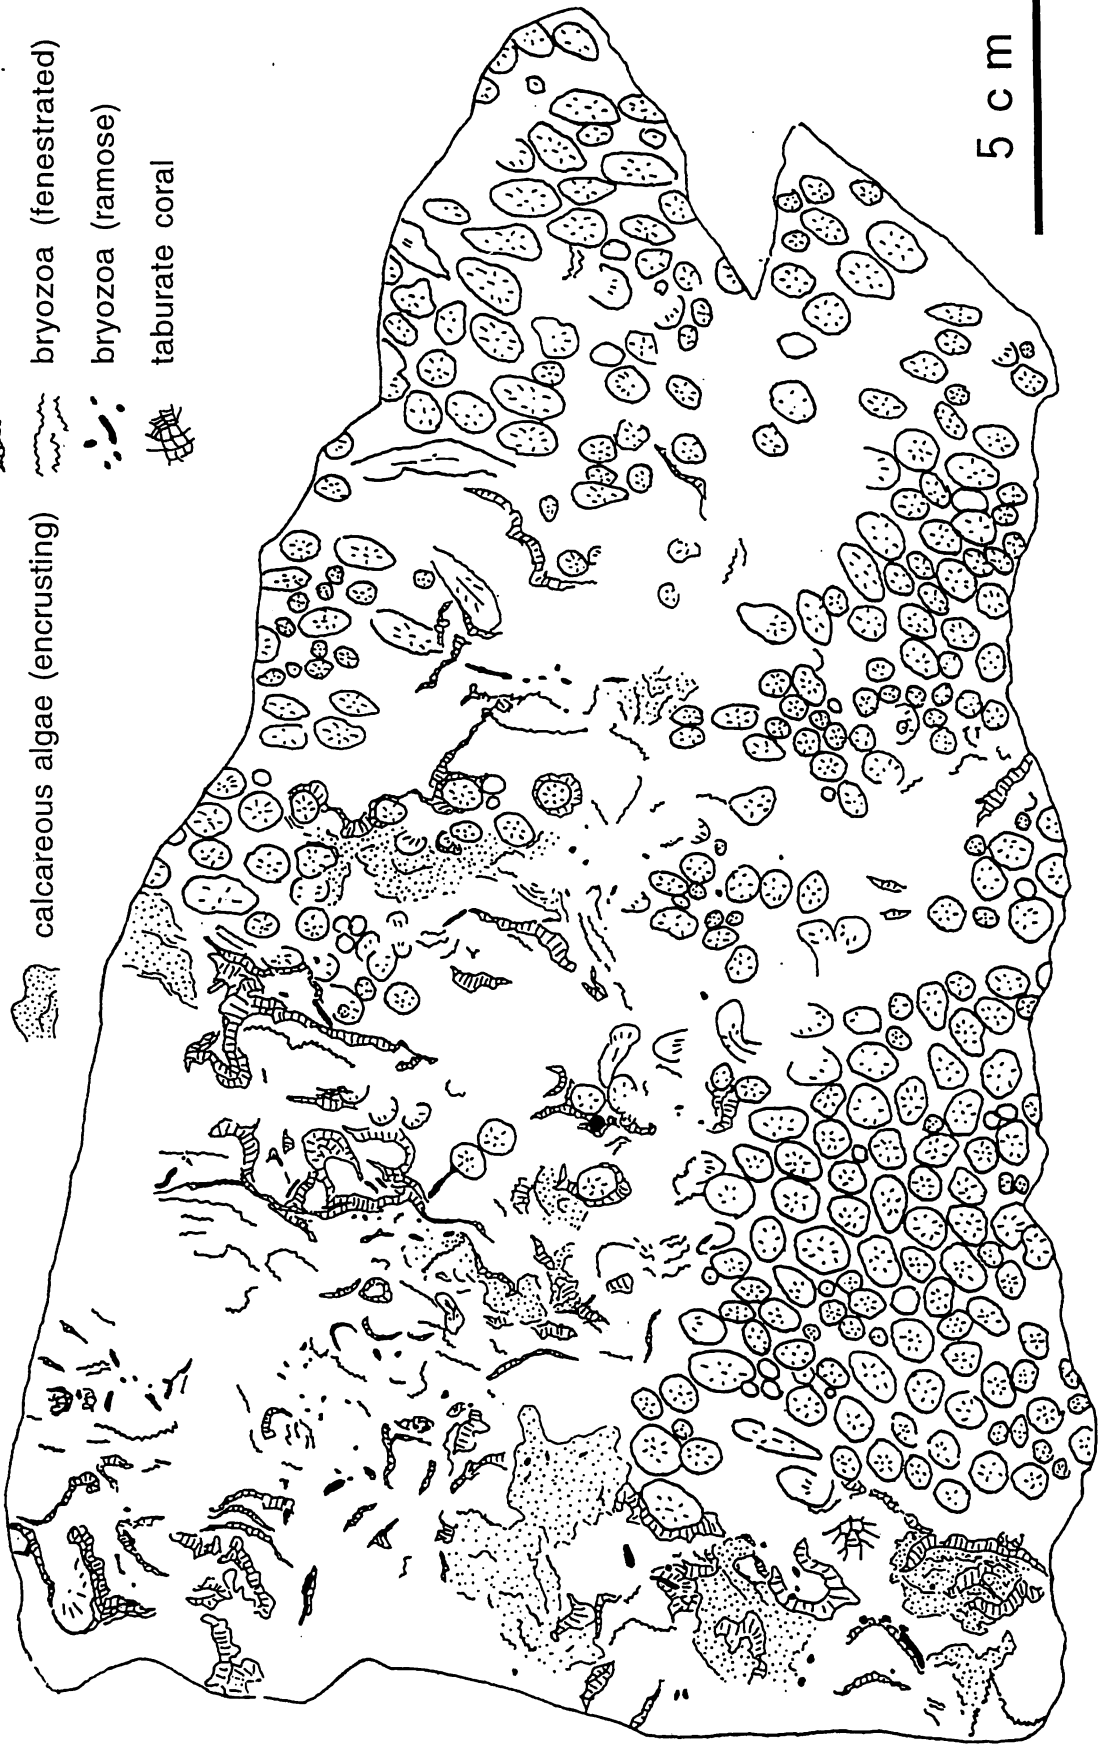 calcareous algae (encrusting)
bryozoa (fenestrated)
bryozoa (ramose)
taburate coral
5 cm